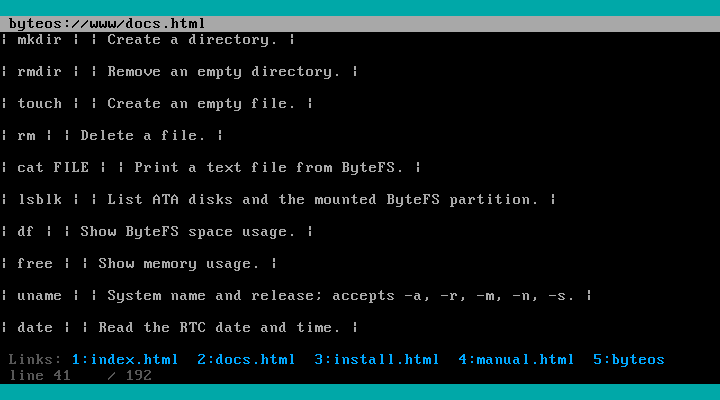 byteos://www/docs.html
¦ mkdir ¦ ¦ Create a directory. ¦
¦ rmdir ¦ ¦ Remove an empty directory. ¦
¦ touch ¦ ¦ Create an empty file. ¦
¦ rm ¦ ¦ Delete a file. ¦
¦ cat FILE ¦ ¦ Print a text file from ByteFS. ¦
¦ lsblk ¦ ¦ List ATA disks and the mounted ByteFS partition. ¦
¦ df ¦ ¦ Show ByteFS space usage. ¦
¦ free ¦ ¦ Show memory usage. ¦
¦ uname ¦ ¦ System name and release; accepts -a, -r, -m, -n, -s. ¦
¦ date ¦ ¦ Read the RTC date and time. ¦
Links: 1:index.html 2:docs.html 3:install.html 4:manual.html 5:byteos
line 41 / 192